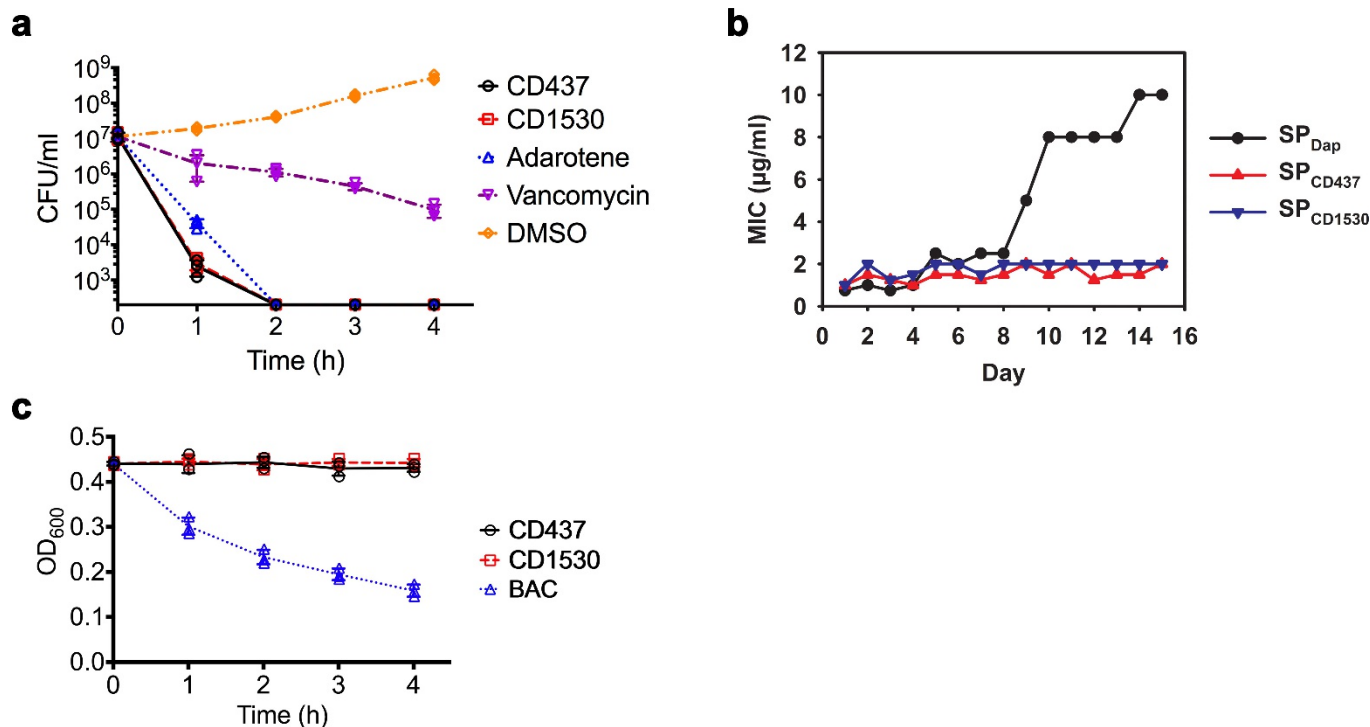 a
10⁹
10⁸
10⁷
10⁶
10⁵
10⁴
10³
CFU/ml
0 1 2 3 4
Time (h)
CD437
CD1530
Adarotene
Vancomycin
DMSO
b
12
10
8
6
4
2
0
MIC (µg/ml)
0 2 4 6 8 10 12 14 16
Day
SP_Dap
SP_CD437
SP_CD1530
c
0.5
0.4
0.3
0.2
0.1
0.0
OD₆₀₀
0 1 2 3 4
Time (h)
CD437
CD1530
BAC